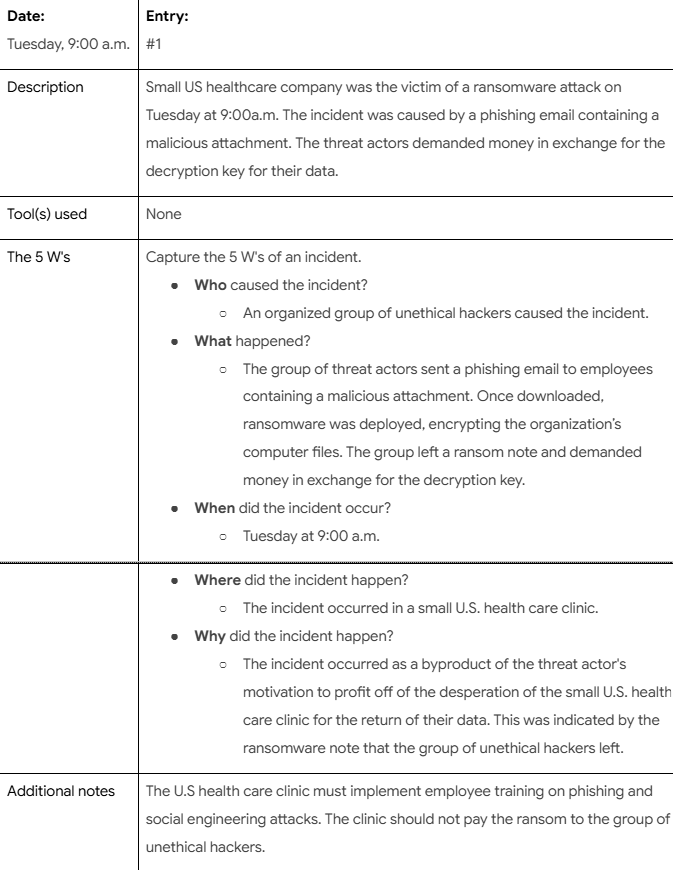 Date: Entry:
Tuesday, 9:00 a.m. #1
Description Small US healthcare company was the victim of a ransomware attack on
Tuesday at 9:00a.m. The incident was caused by a phishing email containing a
malicious attachment. The threat actors demanded money in exchange for the
decryption key for their data.
Tool(s) used None
The 5 W's Capture the 5 W's of an incident.
● Who caused the incident?
○ An organized group of unethical hackers caused the incident.
● What happened?
○ The group of threat actors sent a phishing email to employees
containing a malicious attachment. Once downloaded,
ransomware was deployed, encrypting the organization’s
computer files. The group left a ransom note and demanded
money in exchange for the decryption key.
● When did the incident occur?
○ Tuesday at 9:00 a.m.
● Where did the incident happen?
○ The incident occurred in a small U.S. health care clinic.
● Why did the incident happen?
○ The incident occurred as a byproduct of the threat actor's
motivation to profit off of the desperation of the small U.S. health
care clinic for the return of their data. This was indicated by the
ransomware note that the group of unethical hackers left.
Additional notes The U.S health care clinic must implement employee training on phishing and
social engineering attacks. The clinic should not pay the ransom to the group of
unethical hackers.